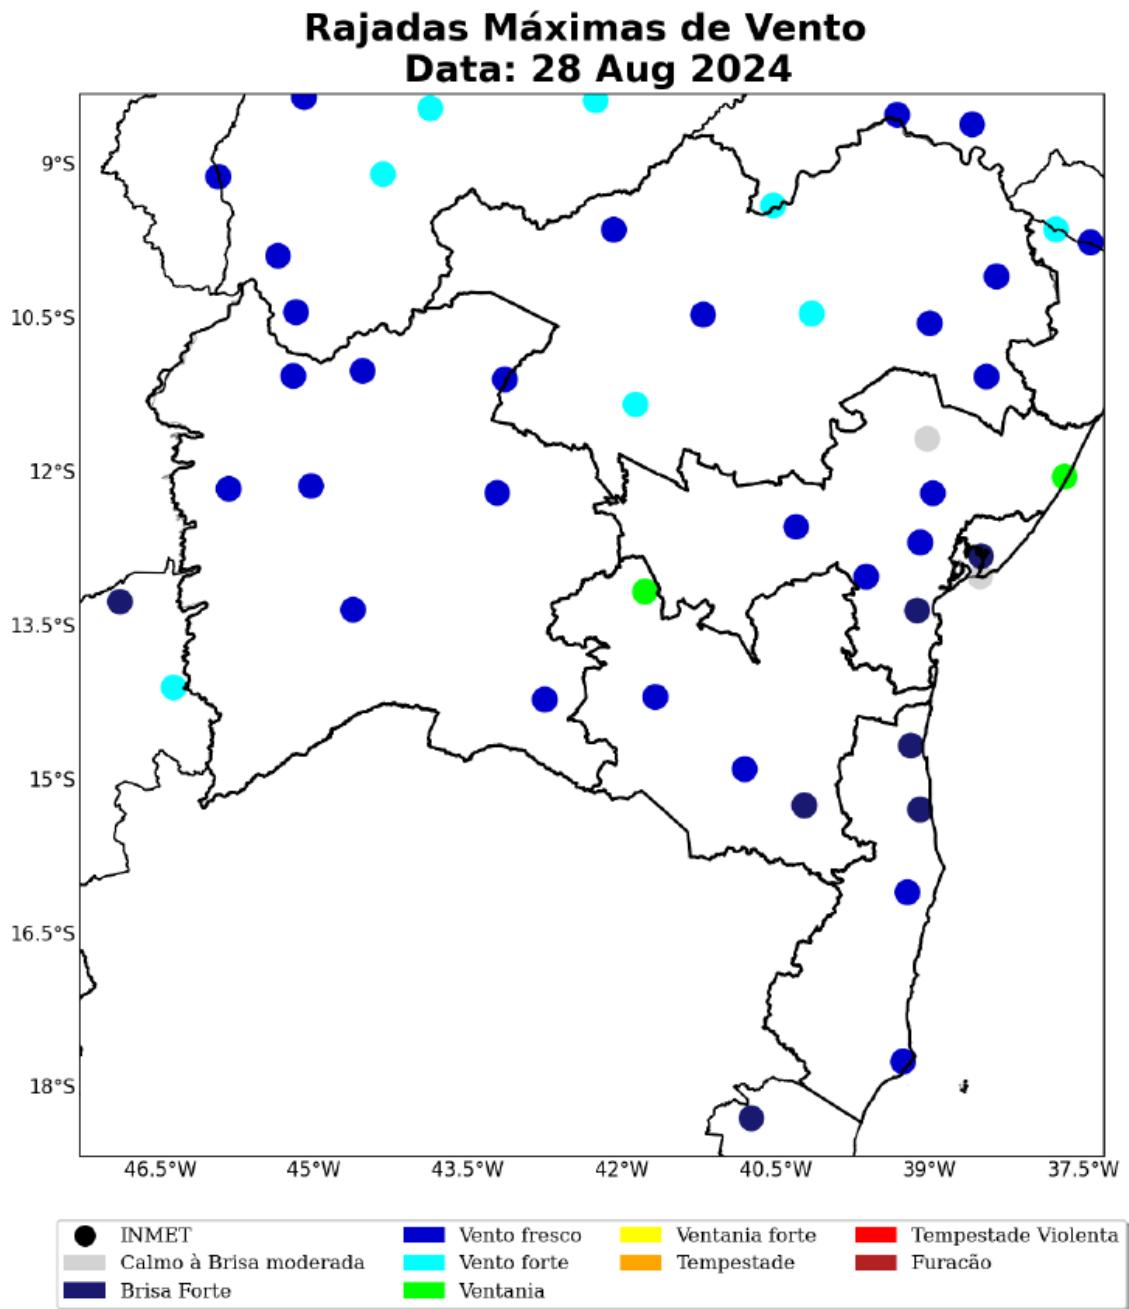 Rajadas Máximas de Vento
Data: 28 Aug 2024
9°S
10.5°S
12°S
13.5°S
15°S
16.5°S
18°S
46.5°W 45°W 43.5°W 42°W 40.5°W 39°W 37.5°W
INMET Vento fresco Ventania forte Tempestade Violenta
Calmo à Brisa moderada Vento forte Tempestade Furacão
Brisa Forte Ventania